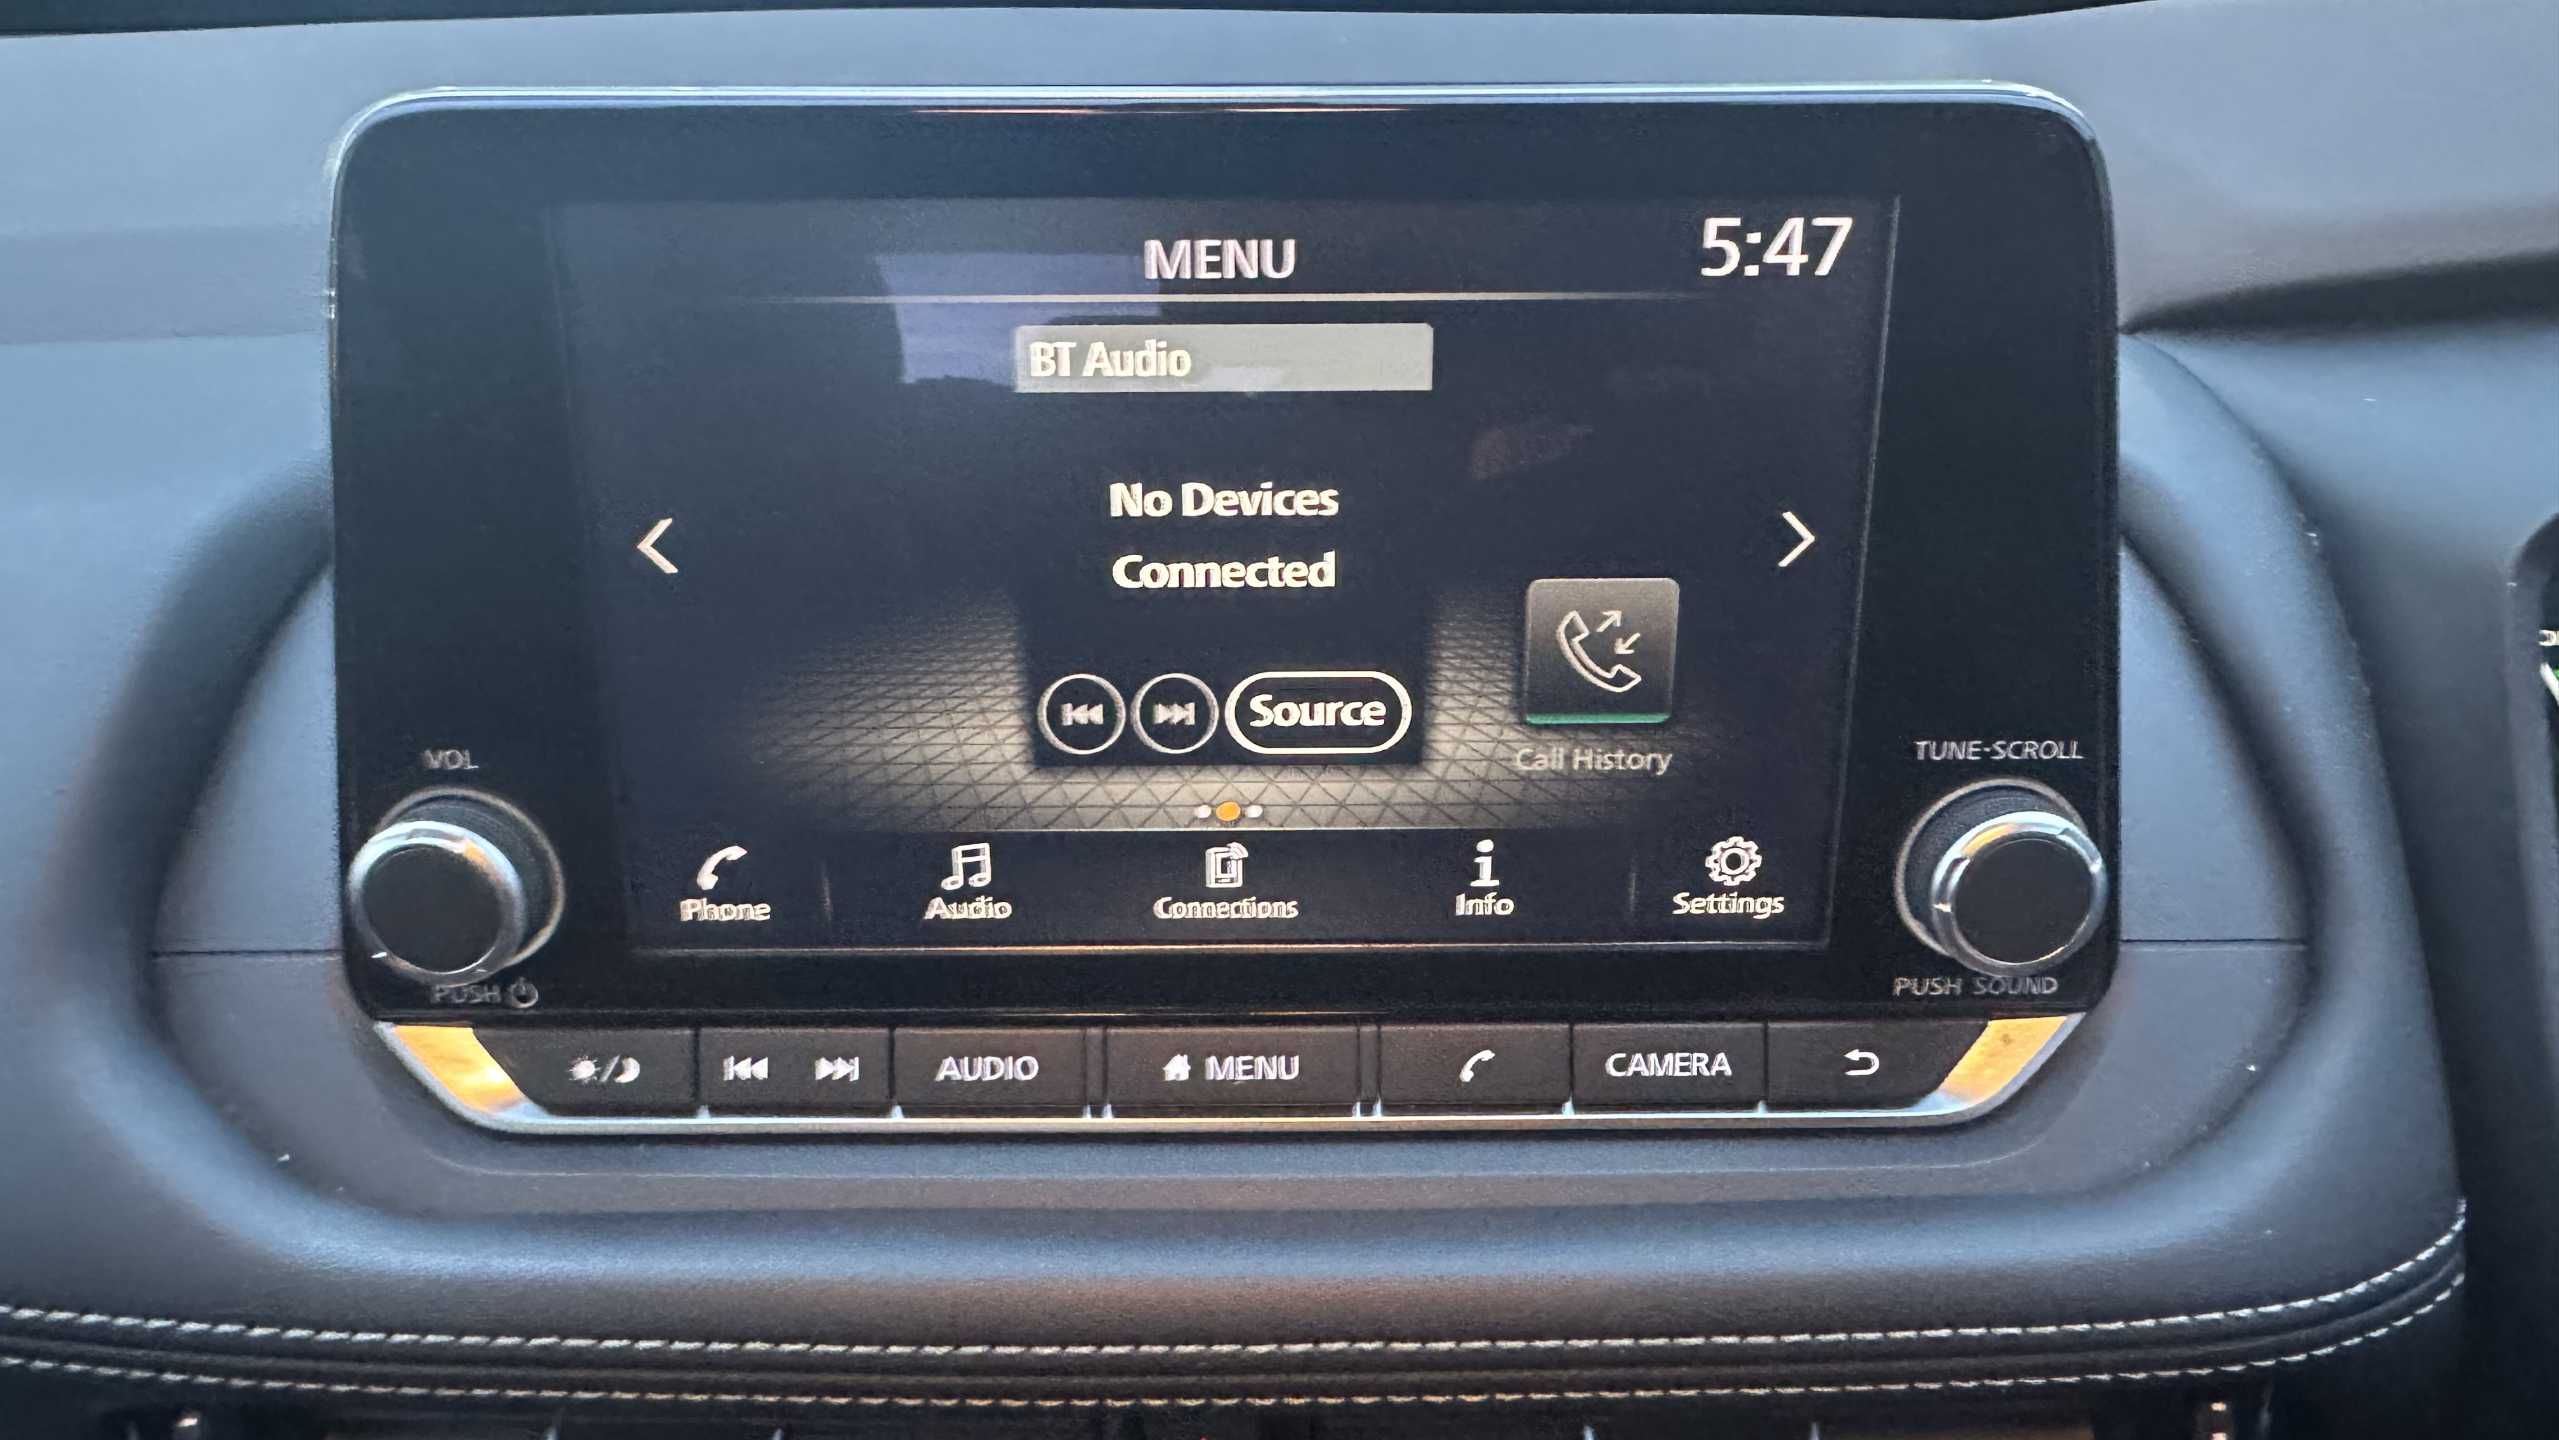 MENU
5:47
BT Audio
No Devices
Connected
Source
Call History
VOL
TUNE·SCROLL
Phone
Audio
Connections
Info
Settings
PUSH
PUSH SOUND
AUDIO
MENU
CAMERA